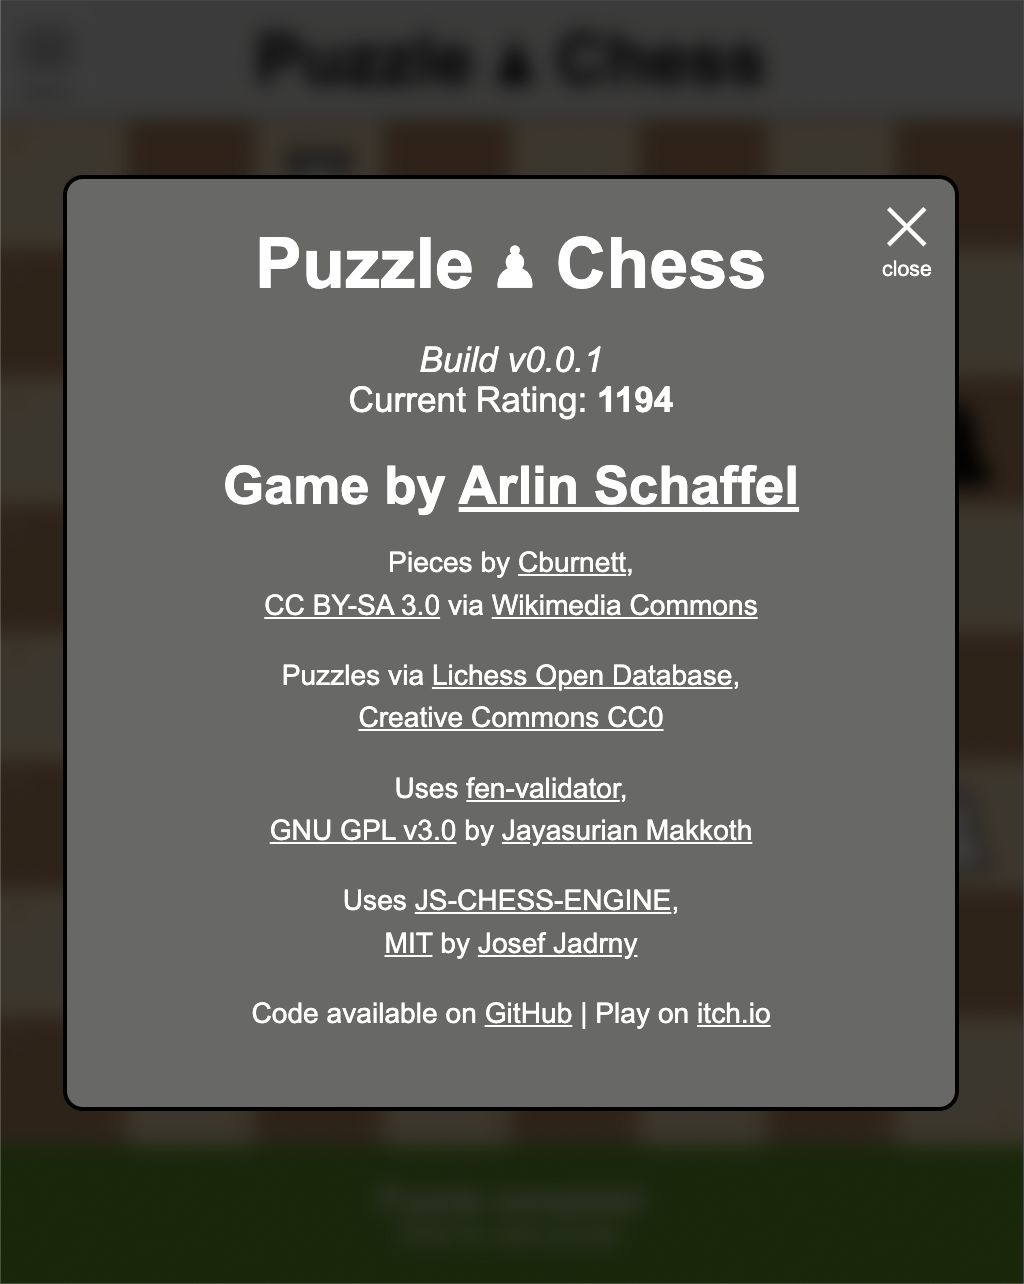 Puzzle ♟ Chess
Puzzle ♟ Chess
close
Build v0.0.1
Current Rating: 1194
Game by Arlin Schaffel
Pieces by Cburnett,
CC BY-SA 3.0 via Wikimedia Commons
Puzzles via Lichess Open Database,
Creative Commons CC0
Uses fen-validator,
GNU GPL v3.0 by Jayasurian Makkoth
Uses JS-CHESS-ENGINE,
MIT by Josef Jadrny
Code available on GitHub | Play on itch.io